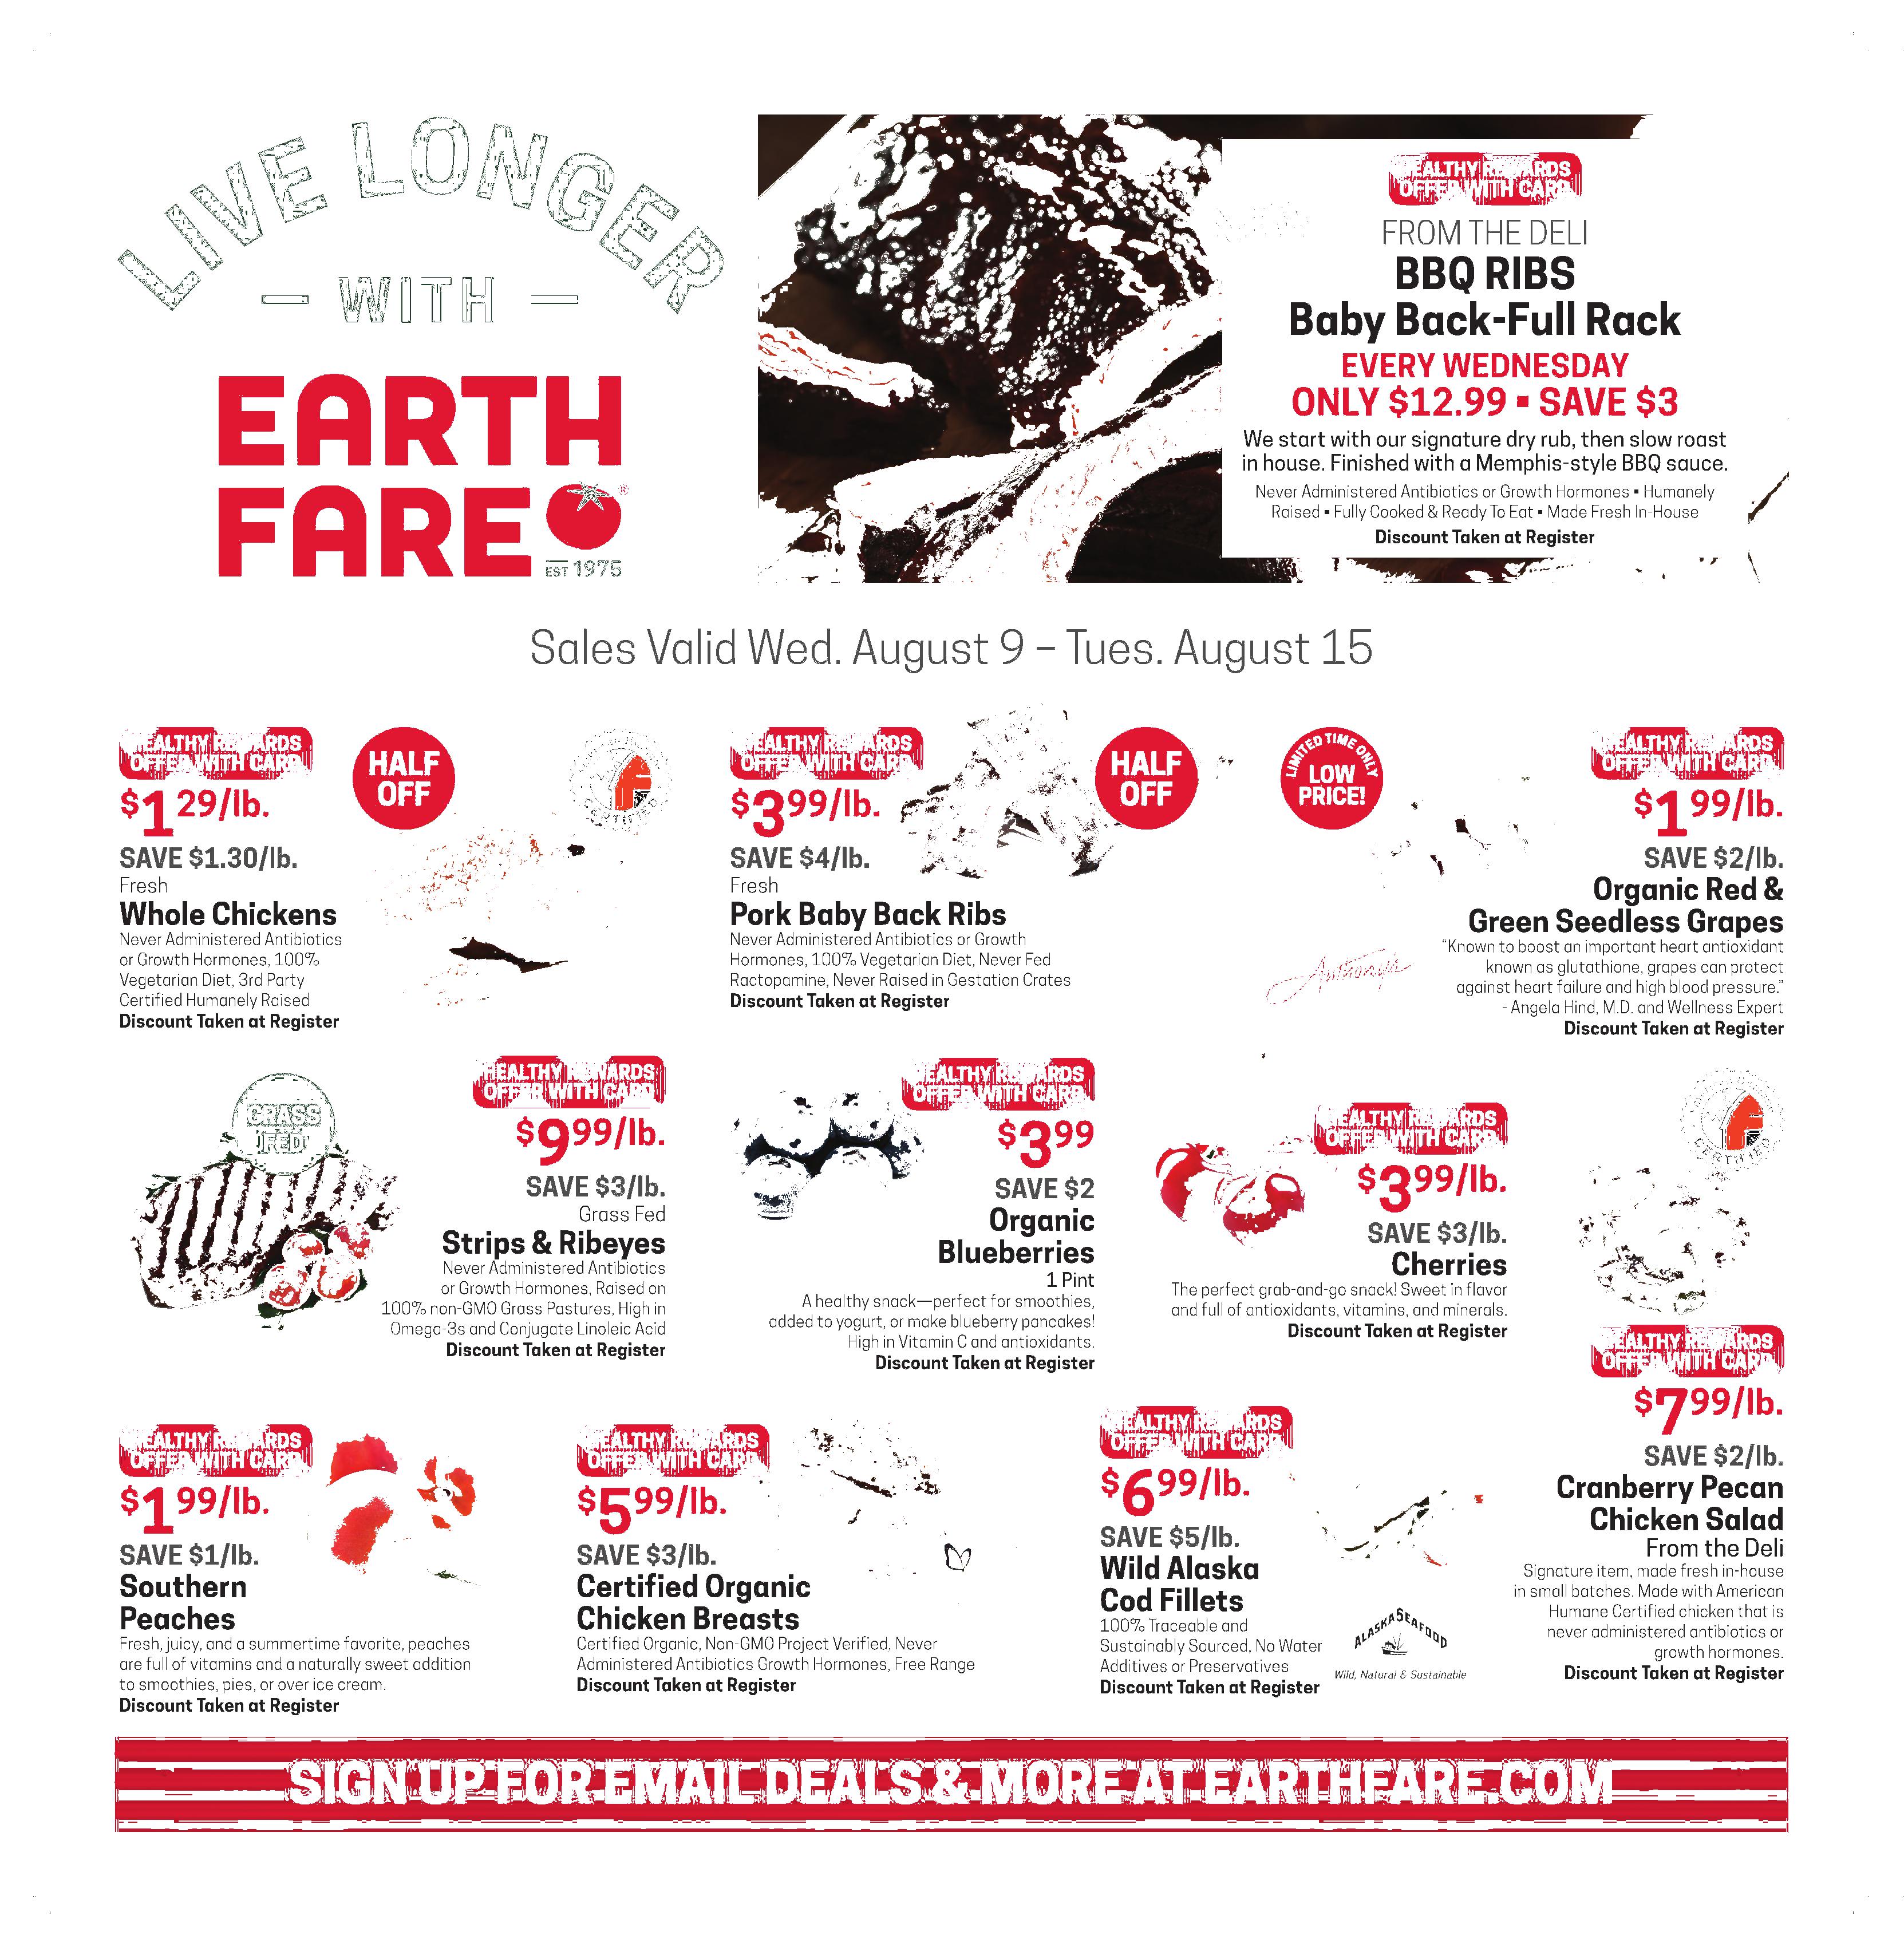 LIVE LONGER
– WITH –
EARTH
FARE®
EST 1975
HEALTHY REWARDS
OFFER WITH CARD
FROM THE DELI
BBQ RIBS
Baby Back-Full Rack
EVERY WEDNESDAY
ONLY $12.99 ▪ SAVE $3
We start with our signature dry rub, then slow roast
in house. Finished with a Memphis-style BBQ sauce.
Never Administered Antibiotics or Growth Hormones ▪ Humanely
Raised ▪ Fully Cooked & Ready To Eat ▪ Made Fresh In-House
Discount Taken at Register
Sales Valid Wed. August 9 – Tues. August 15
HEALTHY REWARDS
OFFER WITH CARD
HALF
OFF
CERTIFIED
$1 29/lb.
SAVE $1.30/lb.
Fresh
Whole Chickens
Never Administered Antibiotics
or Growth Hormones, 100%
Vegetarian Diet, 3rd Party
Certified Humanely Raised
Discount Taken at Register
HEALTHY REWARDS
OFFER WITH CARD
HALF
OFF
$3 99/lb.
SAVE $4/lb.
Fresh
Pork Baby Back Ribs
Never Administered Antibiotics or Growth
Hormones, 100% Vegetarian Diet, Never Fed
Ractopamine, Never Raised in Gestation Crates
Discount Taken at Register
LIMITED TIME ONLY
LOW
PRICE!
HEALTHY REWARDS
OFFER WITH CARD
$1 99/lb.
SAVE $2/lb.
Organic Red &
Green Seedless Grapes
Anthony's
“Known to boost an important heart antioxidant
known as glutathione, grapes can protect
against heart failure and high blood pressure.”
- Angela Hind, M.D. and Wellness Expert
Discount Taken at Register
GRASS
FED
HEALTHY REWARDS
OFFER WITH CARD
$9 99/lb.
SAVE $3/lb.
Grass Fed
Strips & Ribeyes
Never Administered Antibiotics
or Growth Hormones, Raised on
100% non-GMO Grass Pastures, High in
Omega-3s and Conjugate Linoleic Acid
Discount Taken at Register
HEALTHY REWARDS
OFFER WITH CARD
$3 99
SAVE $2
Organic
Blueberries
1 Pint
A healthy snack—perfect for smoothies,
added to yogurt, or make blueberry pancakes!
High in Vitamin C and antioxidants.
Discount Taken at Register
HEALTHY REWARDS
OFFER WITH CARD
$3 99/lb.
SAVE $3/lb.
Cherries
The perfect grab-and-go snack! Sweet in flavor
and full of antioxidants, vitamins, and minerals.
Discount Taken at Register
CERTIFIED
HEALTHY REWARDS
OFFER WITH CARD
$7 99/lb.
SAVE $2/lb.
Cranberry Pecan
Chicken Salad
From the Deli
Signature item, made fresh in-house
in small batches. Made with American
Humane Certified chicken that is
never administered antibiotics or
growth hormones.
Discount Taken at Register
HEALTHY REWARDS
OFFER WITH CARD
$1 99/lb.
SAVE $1/lb.
Southern
Peaches
Fresh, juicy, and a summertime favorite, peaches
are full of vitamins and a naturally sweet addition
to smoothies, pies, or over ice cream.
Discount Taken at Register
HEALTHY REWARDS
OFFER WITH CARD
$5 99/lb.
SAVE $3/lb.
Certified Organic
Chicken Breasts
Certified Organic, Non-GMO Project Verified, Never
Administered Antibiotics Growth Hormones, Free Range
Discount Taken at Register
HEALTHY REWARDS
OFFER WITH CARD
$6 99/lb.
SAVE $5/lb.
Wild Alaska
Cod Fillets
100% Traceable and
Sustainably Sourced, No Water
Additives or Preservatives
Discount Taken at Register
ALASKA SEAFOOD
Wild, Natural & Sustainable
SIGN UP FOR EMAIL DEALS & MORE AT EARTHFARE.COM